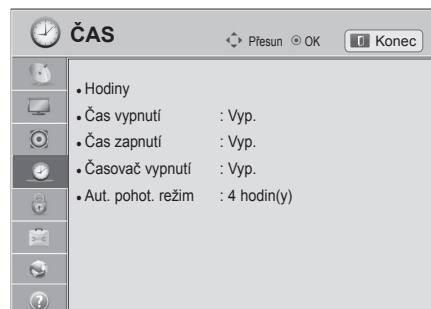 ČAS Přesun OK Konec
Hodiny
Čas vypnutí : Vyp.
Čas zapnutí : Vyp.
Časovač vypnutí : Vyp.
Aut. pohot. režim : 4 hodin(y)
?